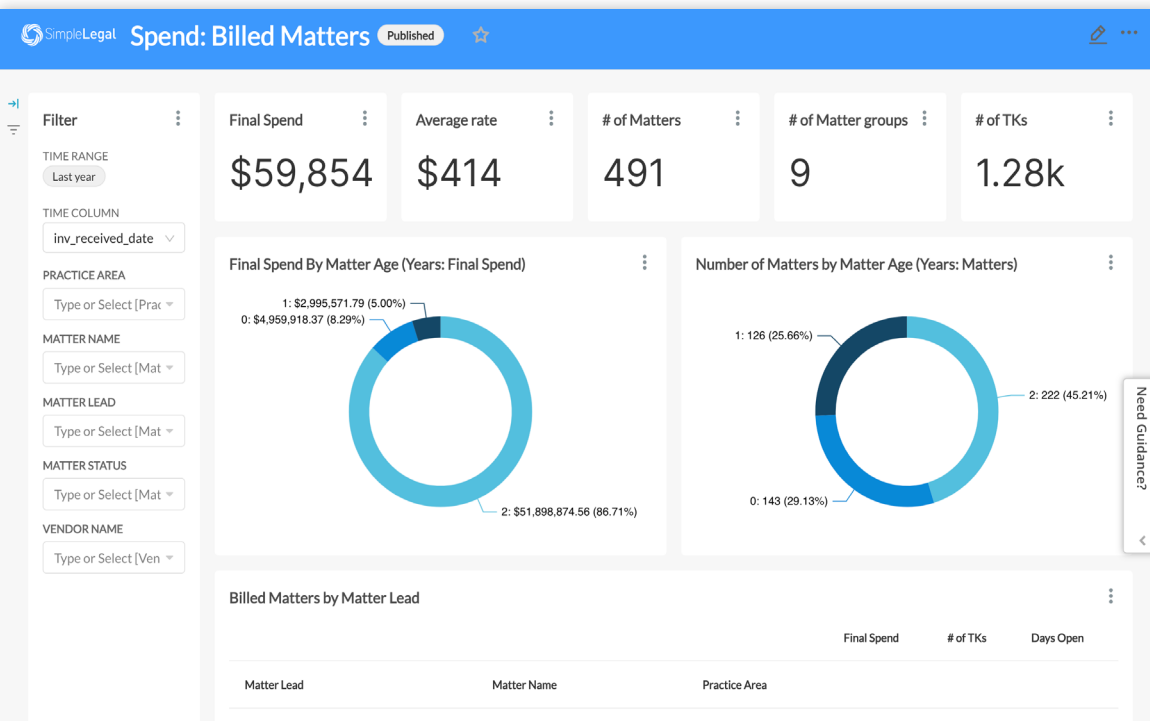 SimpleLegal Spend: Billed Matters Published
Filter
TIME RANGE
Last year
TIME COLUMN
inv_received_date
PRACTICE AREA
Type or Select [Prac
MATTER NAME
Type or Select [Mat
MATTER LEAD
Type or Select [Mat
MATTER STATUS
Type or Select [Mat
VENDOR NAME
Type or Select [Ven
Final Spend
$59,854
Average rate
$414
# of Matters
491
# of Matter groups
9
# of TKs
1.28k
Final Spend By Matter Age (Years: Final Spend)
1: $2,995,571.79 (5.00%)
0: $4,959,918.37 (8.29%)
2: $51,898,874.56 (86.71%)
Number of Matters by Matter Age (Years: Matters)
1: 126 (25.66%)
2: 222 (45.21%)
0: 143 (29.13%)
Need Guidance?
Billed Matters by Matter Lead
Final Spend # of TKs Days Open
Matter Lead Matter Name Practice Area